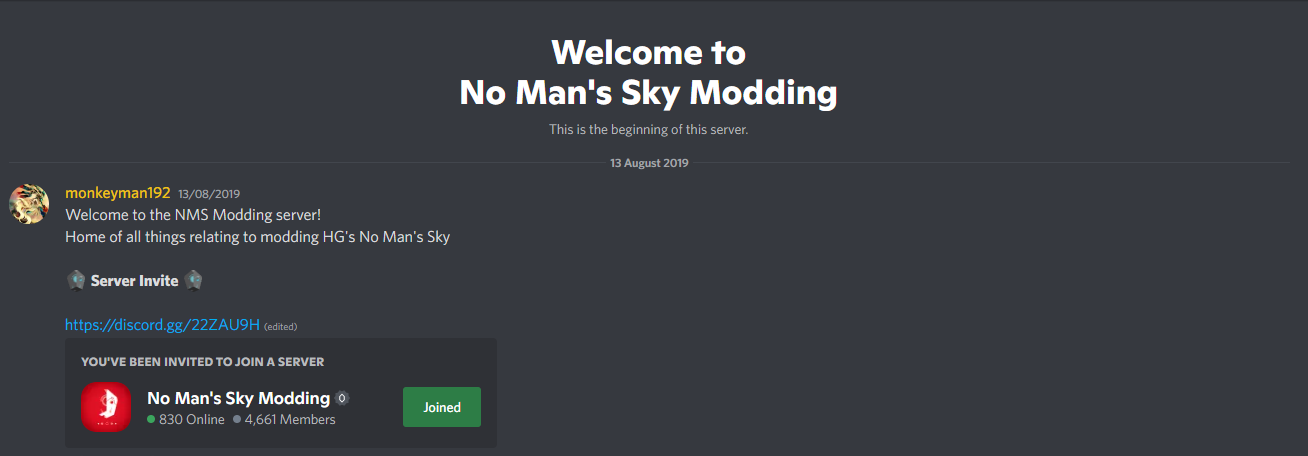 Welcome to
No Man's Sky Modding
This is the beginning of this server.
13 August 2019
monkeyman192 13/08/2019
Welcome to the NMS Modding server!
Home of all things relating to modding HG's No Man's Sky
Server Invite
https://discord.gg/22ZAU9H (edited)
YOU'VE BEEN INVITED TO JOIN A SERVER
No Man's Sky Modding
830 Online 4,661 Members
Joined